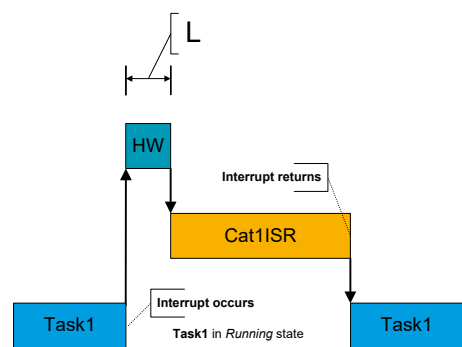 L
HW
Interrupt returns
Cat1ISR
Interrupt occurs
Task1
Task1 in Running state
Task1